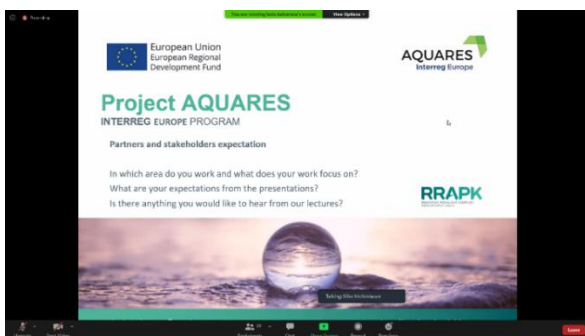 Recording
View Options
European Union
European Regional
Development Fund
AQUARES
Interreg Europe
Project AQUARES
INTERREG EUROPE PROGRAM
Partners and stakeholders expectation
In which area do you work and what does your work focus on?
What are your expectations from the presentations?
Is there anything you would like to hear from our lectures?
RRAPK
Leave